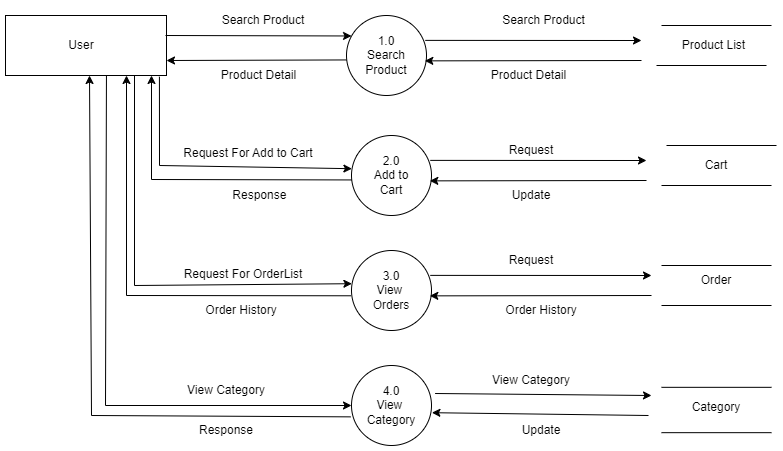 User
Search Product
Product Detail
1.0
Search
Product
Search Product
Product Detail
Product List
Request For Add to Cart
Response
2.0
Add to
Cart
Request
Update
Cart
Request For OrderList
Order History
3.0
View
Orders
Request
Order History
Order
View Category
Response
4.0
View
Category
View Category
Update
Category